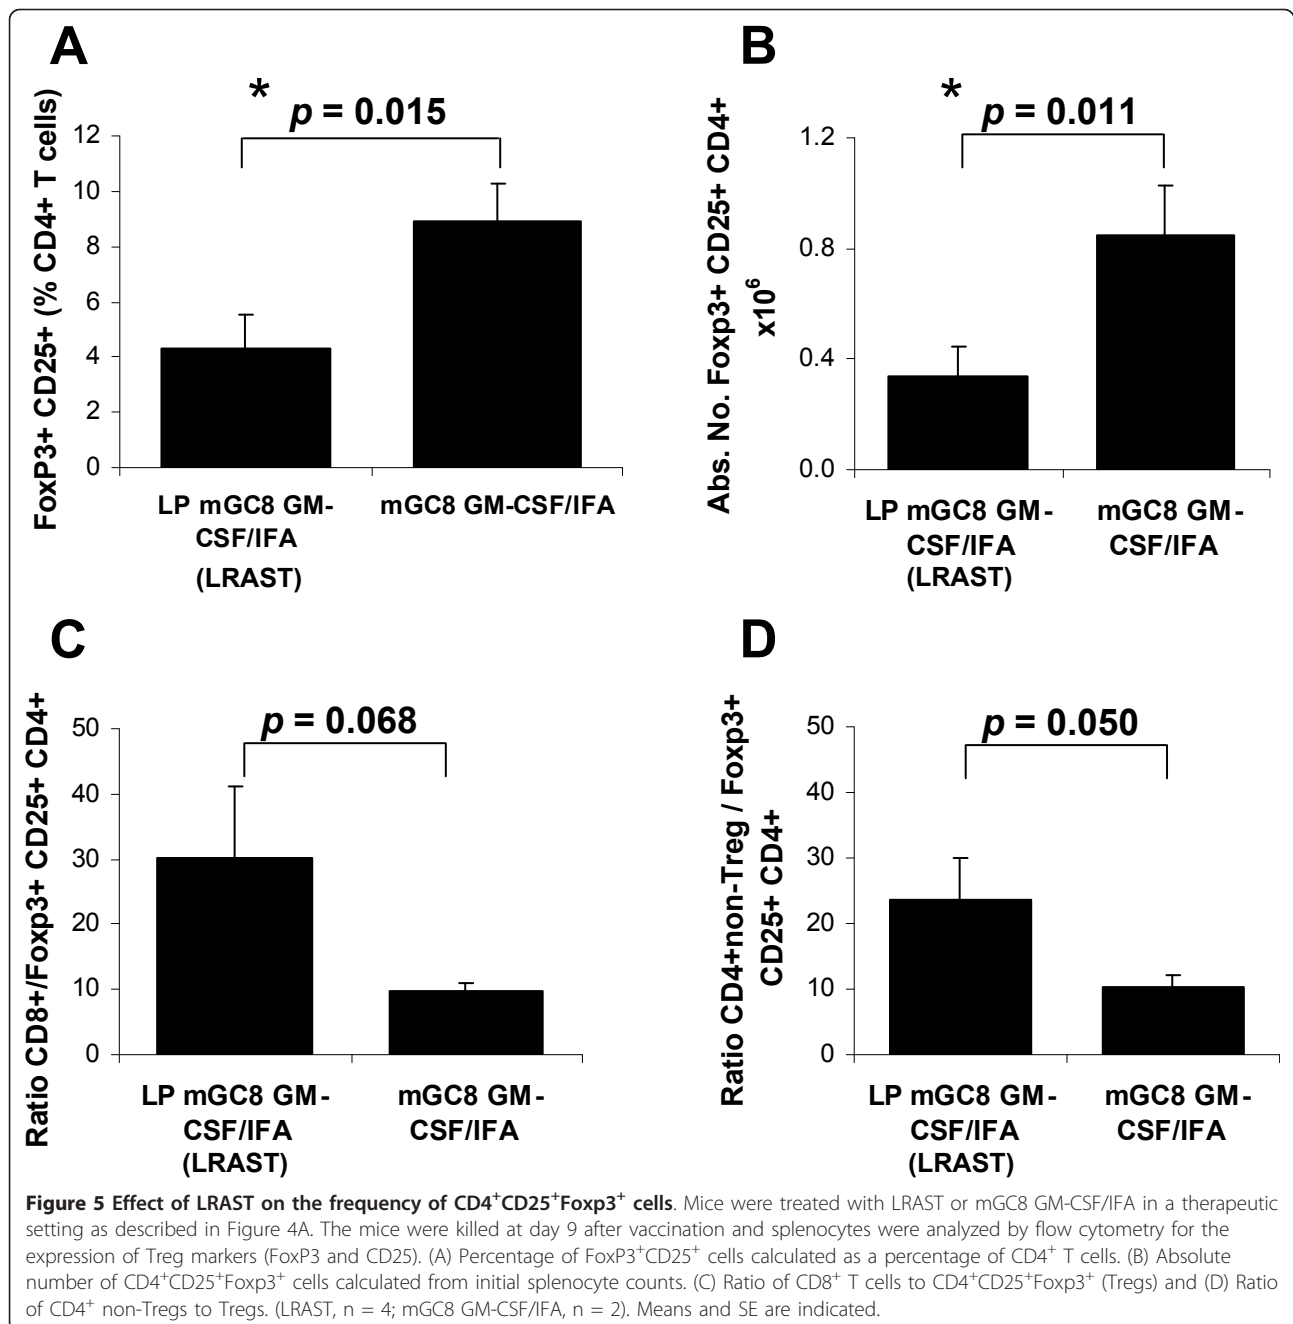 A
* p = 0.015
FoxP3+ CD25+ (% CD4+ T cells)
12
10
8
6
4
2
0
LP mGC8 GM-
CSF/IFA
(LRAST)
mGC8 GM-CSF/IFA
B
* p = 0.011
Abs. No. Foxp3+ CD25+ CD4+
x10⁶
1.2
0.8
0.4
0.0
LP mGC8 GM-
CSF/IFA
(LRAST)
mGC8 GM-
CSF/IFA
C
p = 0.068
Ratio CD8+/Foxp3+ CD25+ CD4+
50
40
30
20
10
0
LP mGC8 GM-
CSF/IFA
(LRAST)
mGC8 GM-
CSF/IFA
D
p = 0.050
Ratio CD4+non-Treg / Foxp3+
CD25+ CD4+
50
40
30
20
10
0
LP mGC8 GM-
CSF/IFA
(LRAST)
mGC8 GM-
CSF/IFA
Figure 5 Effect of LRAST on the frequency of CD4⁺CD25⁺Foxp3⁺ cells. Mice were treated with LRAST or mGC8 GM-CSF/IFA in a therapeutic
setting as described in Figure 4A. The mice were killed at day 9 after vaccination and splenocytes were analyzed by flow cytometry for the
expression of Treg markers (FoxP3 and CD25). (A) Percentage of FoxP3⁺CD25⁺ cells calculated as a percentage of CD4⁺ T cells. (B) Absolute
number of CD4⁺CD25⁺Foxp3⁺ cells calculated from initial splenocyte counts. (C) Ratio of CD8⁺ T cells to CD4⁺CD25⁺Foxp3⁺ (Tregs) and (D) Ratio
of CD4⁺ non-Tregs to Tregs. (LRAST, n = 4; mGC8 GM-CSF/IFA, n = 2). Means and SE are indicated.